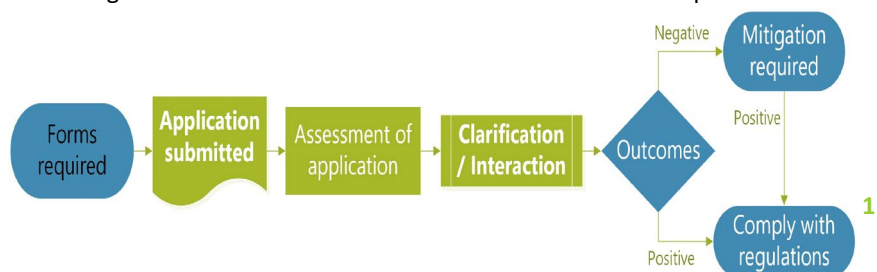 Forms
required
Application
submitted
Assessment of
application
Clarification
/ Interaction
Outcomes
Negative
Mitigation
required
Positive
1
Comply with
regulations
Positive